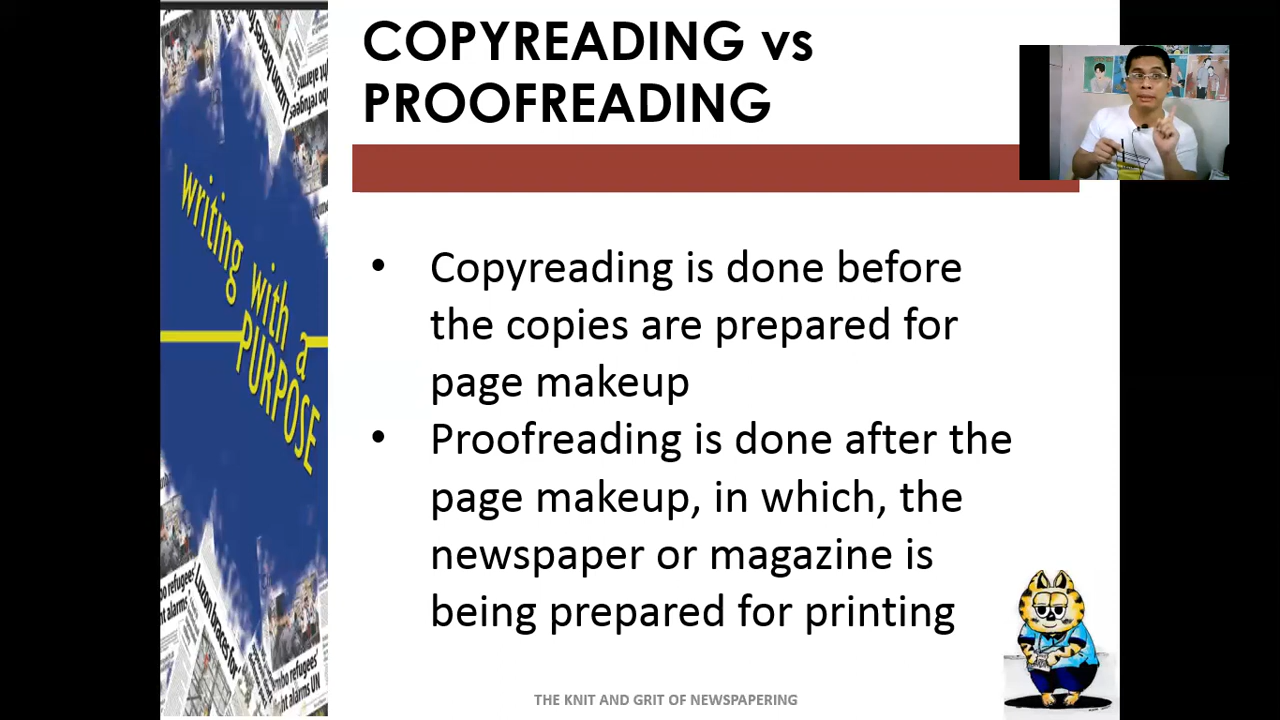 COPYREADING vs
PROOFREADING
writing with a
PURPOSE
• Copyreading is done before
the copies are prepared for
page makeup
• Proofreading is done after the
page makeup, in which, the
newspaper or magazine is
being prepared for printing
THE KNIT AND GRIT OF NEWSPAPERING